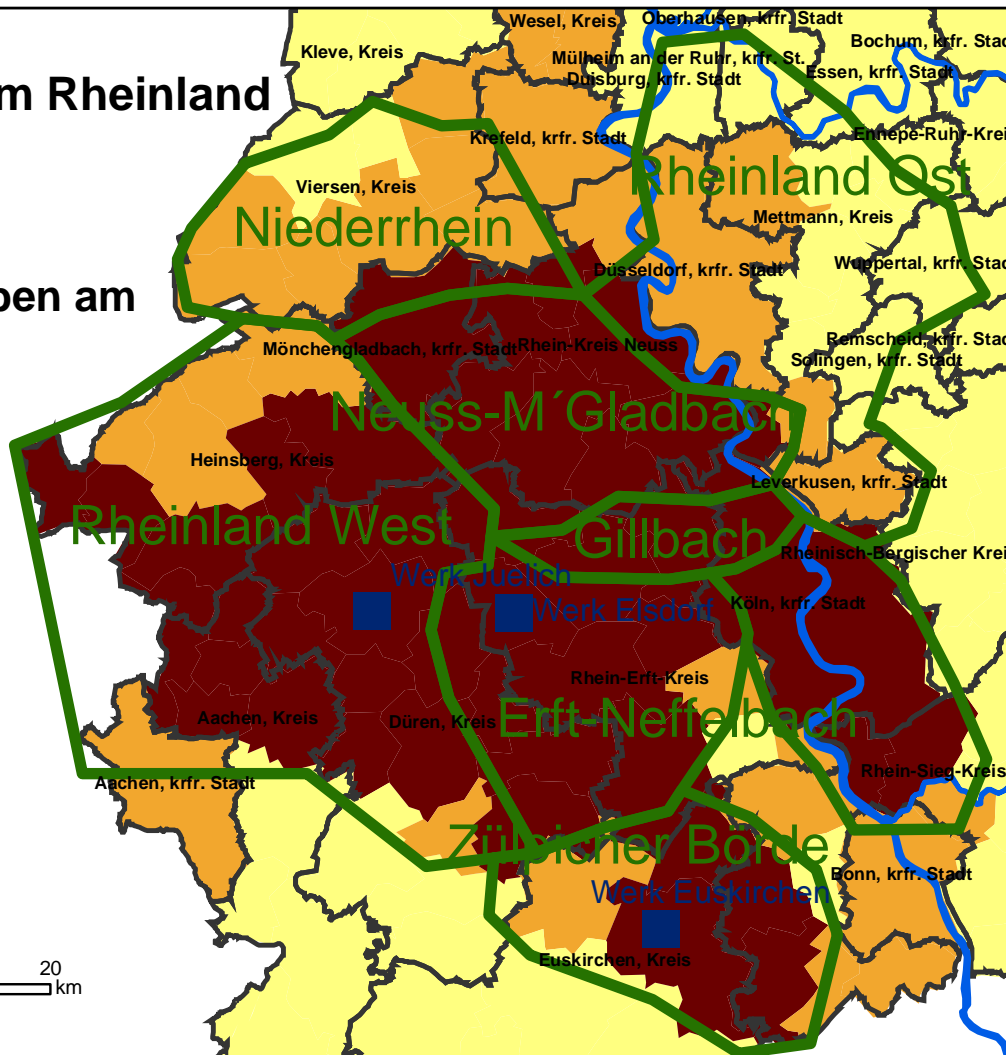 Wesel, Kreis
Oberhausen, krfr. Stadt
Kleve, Kreis
Bochum, krfr. Stad
Mülheim an der Ruhr, krfr. St.
Duisburg, krfr. Stadt
Essen, krfr. Stadt
m Rheinland
Krefeld, krfr. Stadt
Ennepe-Ruhr-Krei
Rheinland Ost
Viersen, Kreis
Mettmann, Kreis
Niederrhein
Düsseldorf, krfr. Stadt
Wuppertal, krfr. Stad
ben am
Remscheid, krfr. Stad
Mönchengladbach, krfr. Stadt
Rhein-Kreis Neuss
Solingen, krfr. Stadt
Neuss-M´Gladbach
Heinsberg, Kreis
Leverkusen, krfr. Stadt
Rheinland West
Gillbach
Rheinisch-Bergischer Krei
Werk Juelich
Köln, krfr. Stadt
Werk Elsdorf
Rhein-Erft-Kreis
Aachen, Kreis
Düren, Kreis
Erft-Neffelbach
Rhein-Sieg-Kreis
Aachen, krfr. Stadt
Zülpicher Börde
Bonn, krfr. Stadt
Werk Euskirchen
Euskirchen, Kreis
20
km